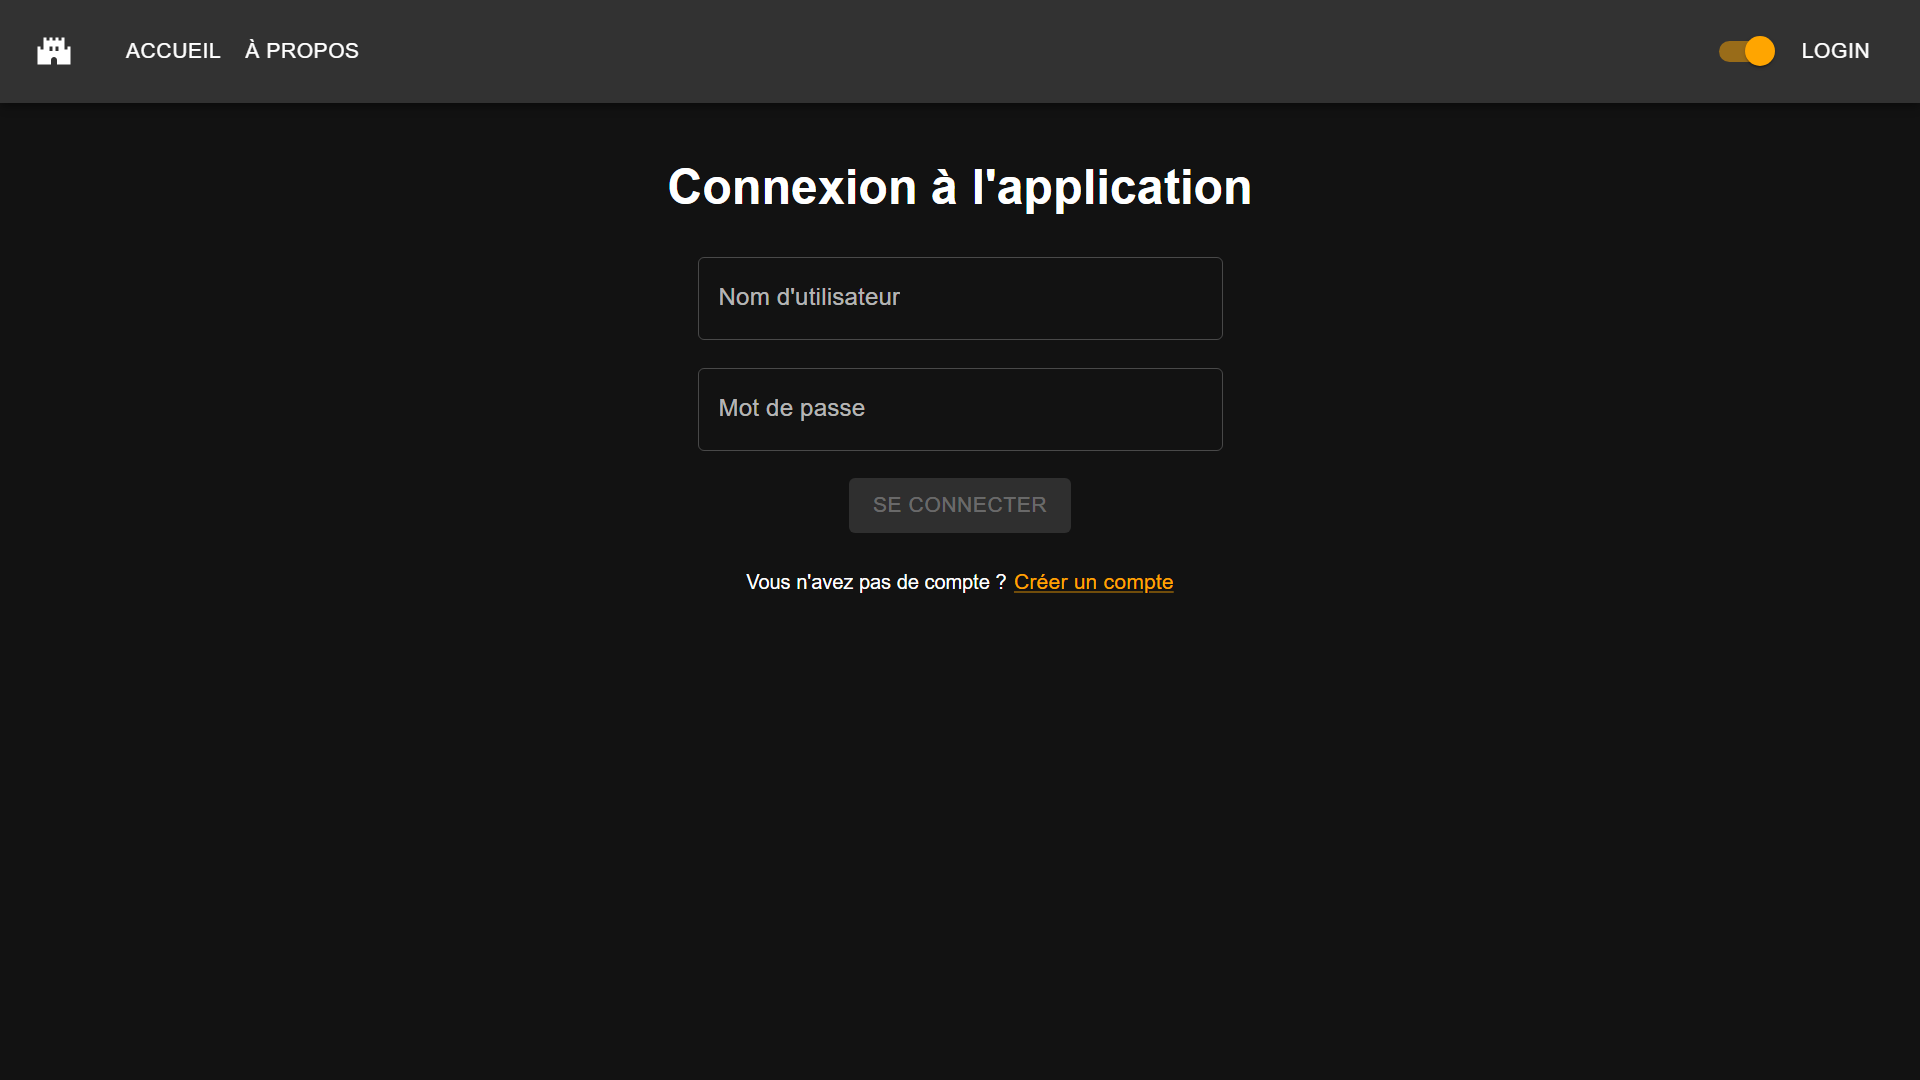 ACCUEIL À PROPOS LOGIN
Connexion à l'application
Nom d'utilisateur
Mot de passe
SE CONNECTER
Vous n'avez pas de compte ? Créer un compte